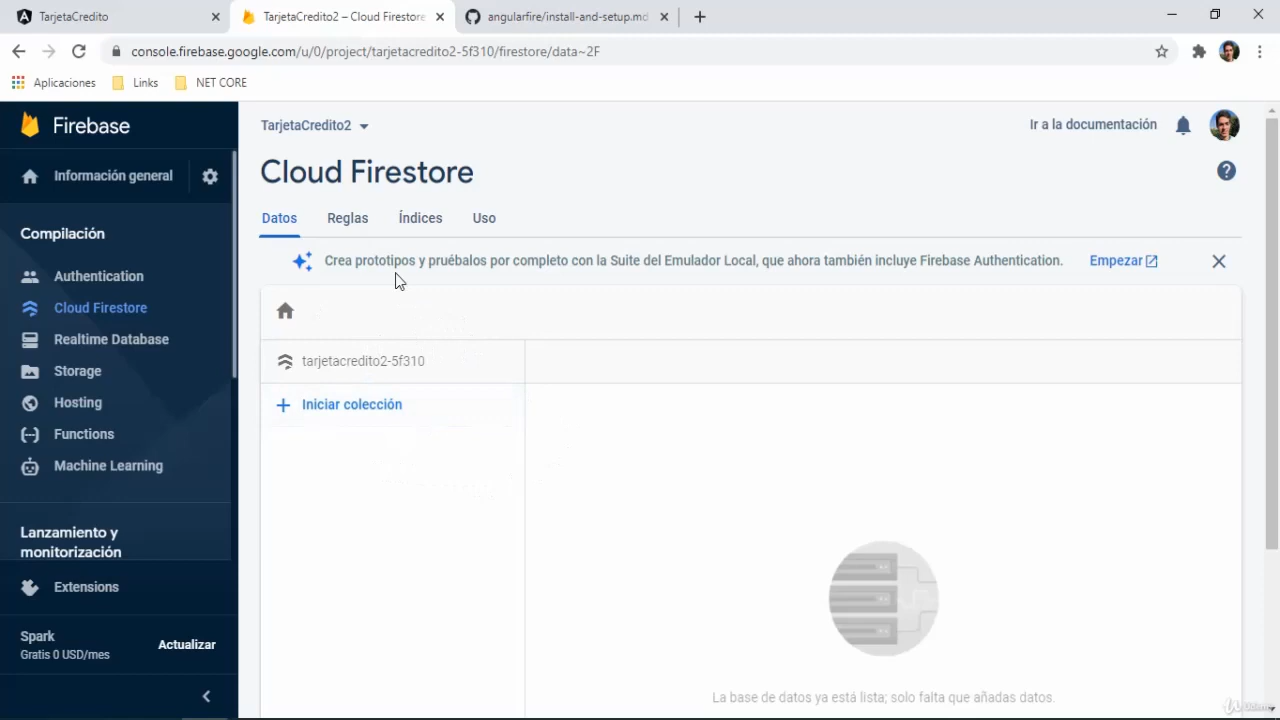 TarjetaCredito
TarjetaCredito2 – Cloud Firestore
angularfire/install-and-setup.md
console.firebase.google.com/u/0/project/tarjetacredito2-5f310/firestore/data~2F
Aplicaciones
Links
NET CORE
Firebase
TarjetaCredito2
Ir a la documentación
Información general
Cloud Firestore
Datos
Reglas
Índices
Uso
Compilación
Crea prototipos y pruébalos por completo con la Suite del Emulador Local, que ahora también incluye Firebase Authentication.
Empezar
Authentication
Cloud Firestore
Realtime Database
Storage
Hosting
Functions
Machine Learning
tarjetacredito2-5f310
Iniciar colección
Lanzamiento y
monitorización
Extensions
Spark
Gratis 0 USD/mes
Actualizar
La base de datos ya está lista; solo falta que añadas datos.
Udemy